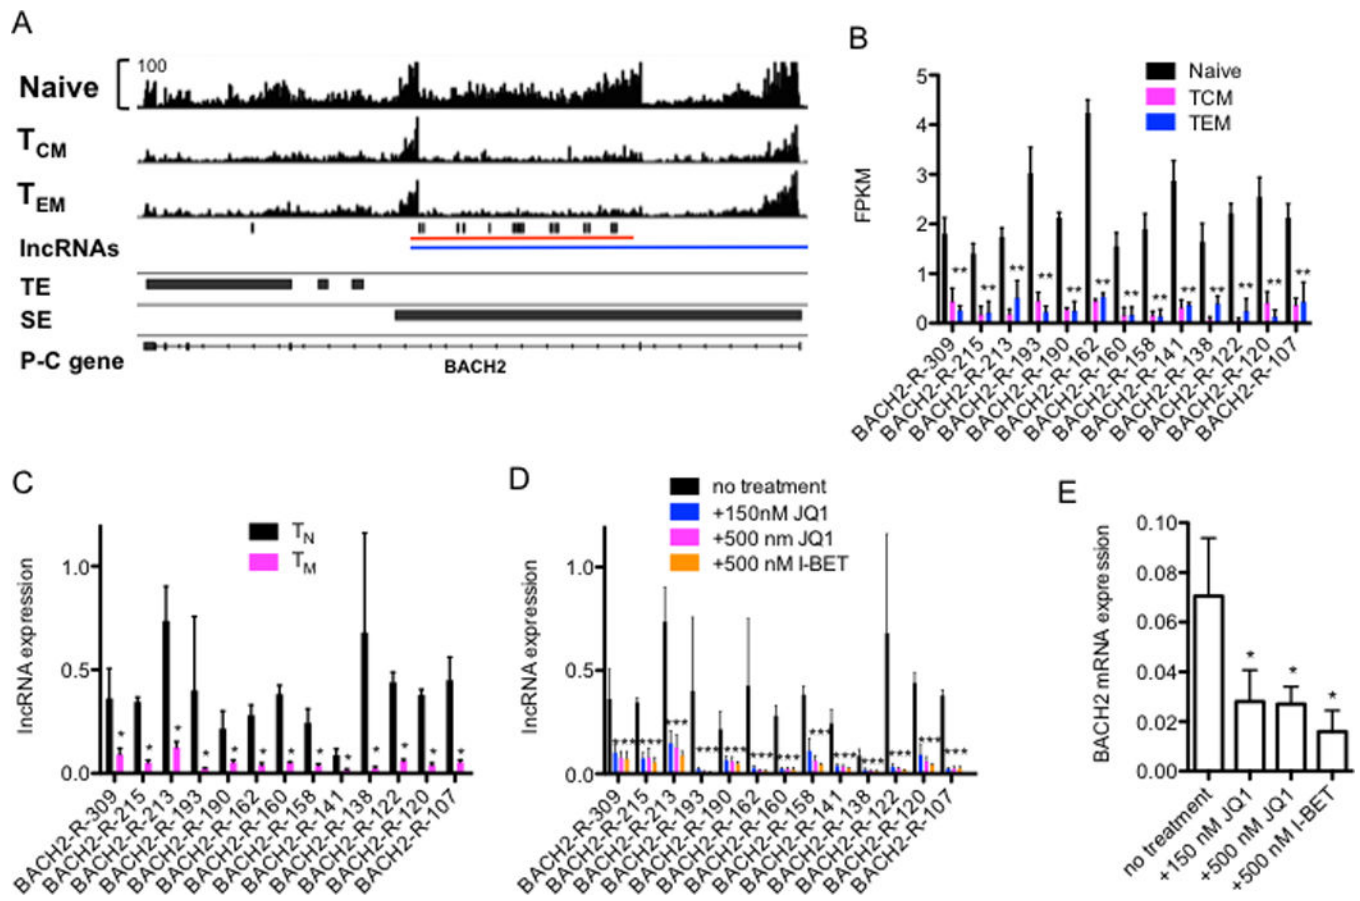 A
Naive
100
TCM
TEM
lncRNAs
TE
SE
P-C gene
BACH2
B
Naive
TCM
TEM
FPKM
5
4
3
2
1
0
** ** ** ** ** ** ** ** ** ** ** ** **
BACH2-R-309
BACH2-R-215
BACH2-R-213
BACH2-R-193
BACH2-R-190
BACH2-R-162
BACH2-R-160
BACH2-R-158
BACH2-R-141
BACH2-R-138
BACH2-R-122
BACH2-R-120
BACH2-R-107
C
TN
TM
lncRNA expression
1.0
0.5
0.0
* * * * * * * * * * * * *
BACH2-R-309
BACH2-R-215
BACH2-R-213
BACH2-R-193
BACH2-R-190
BACH2-R-162
BACH2-R-160
BACH2-R-158
BACH2-R-141
BACH2-R-138
BACH2-R-122
BACH2-R-120
BACH2-R-107
D
no treatment
+150nM JQ1
+500 nm JQ1
+500 nM I-BET
lncRNA expression
1.0
0.5
0.0
*** *** *** *** *** *** *** *** *** *** *** *** ***
BACH2-R-309
BACH2-R-215
BACH2-R-213
BACH2-R-193
BACH2-R-190
BACH2-R-162
BACH2-R-160
BACH2-R-158
BACH2-R-141
BACH2-R-138
BACH2-R-122
BACH2-R-120
BACH2-R-107
E
BACH2 mRNA expression
0.10
0.08
0.06
0.04
0.02
0.00
* * *
no treatment
+150 nM JQ1
+500 nM JQ1
+500 nM I-BET